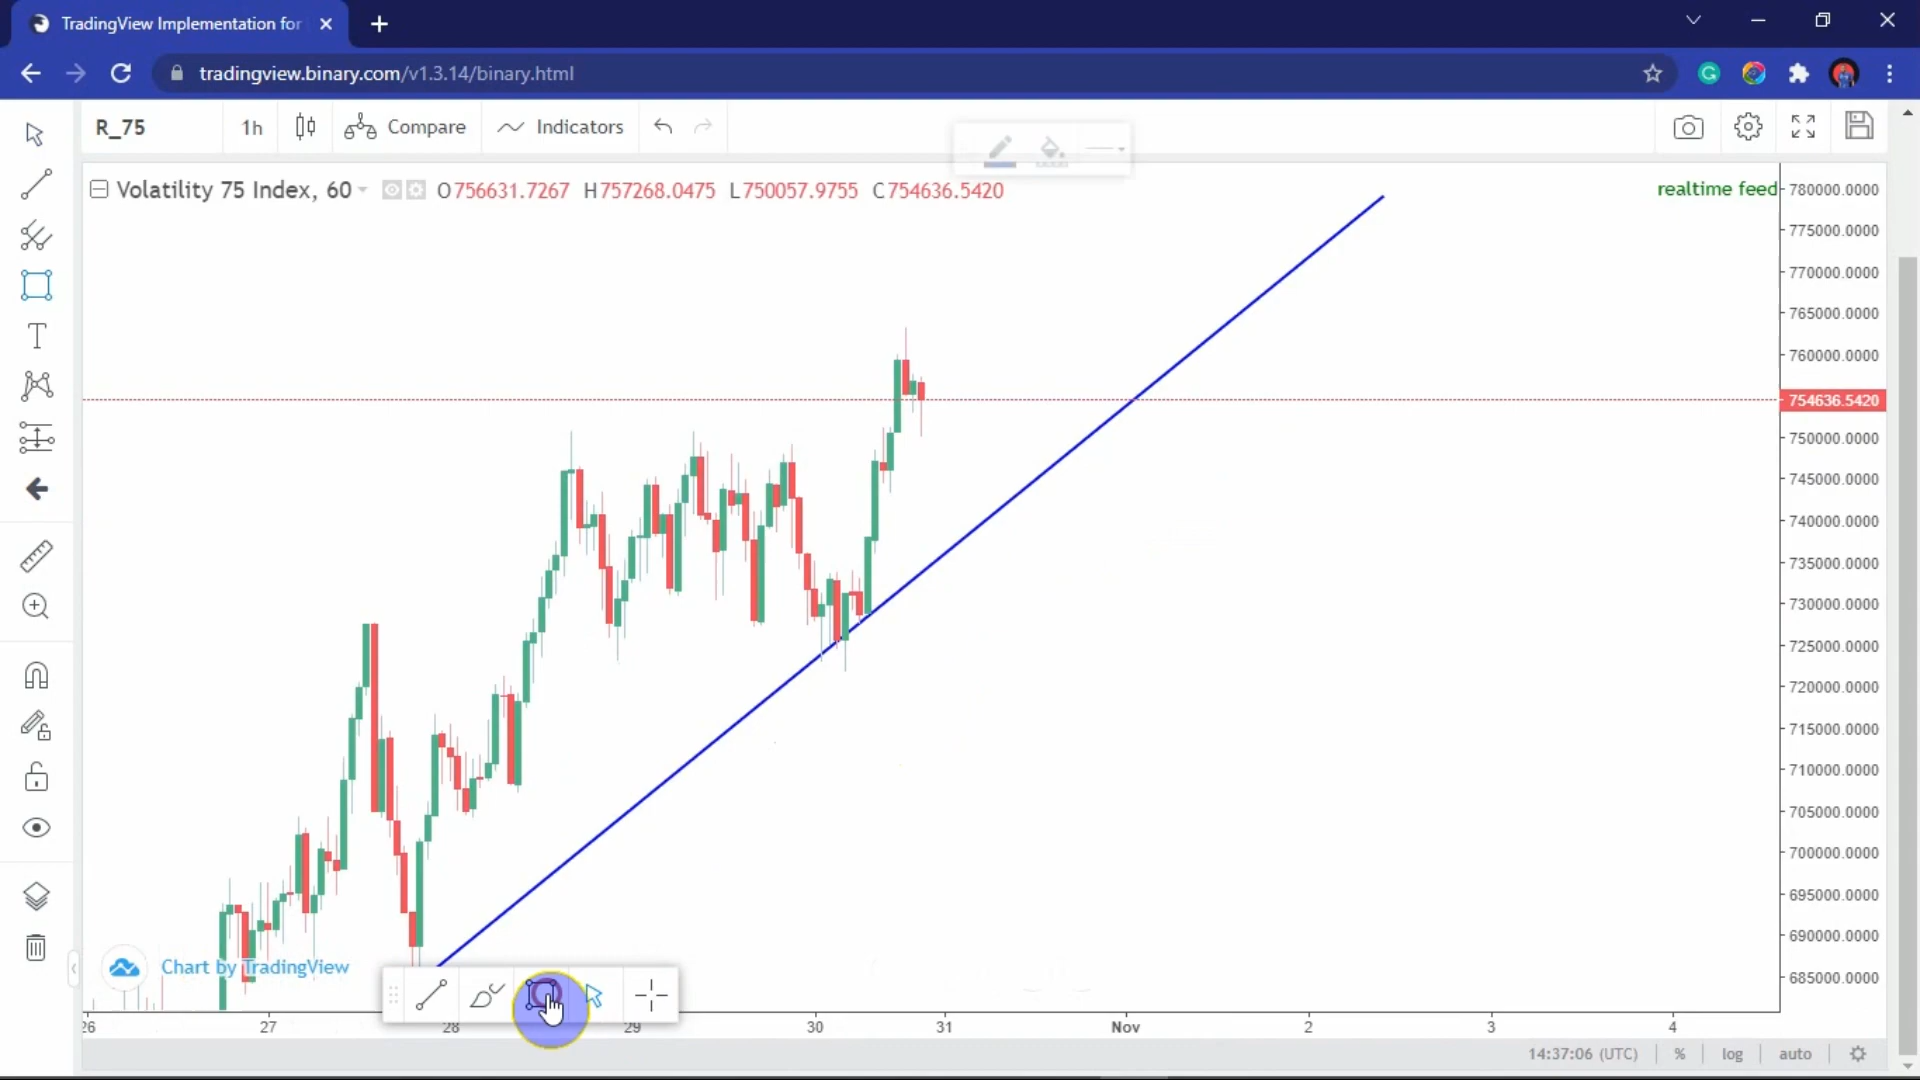 TradingView Implementation for
tradingview.binary.com/v1.3.14/binary.html
R_75
1h
Compare
Indicators
Volatility 75 Index, 60
O756631.7267 H757268.0475 L750057.9755 C754636.5420
realtime feed
780000.0000
775000.0000
770000.0000
765000.0000
760000.0000
754636.5420
750000.0000
745000.0000
740000.0000
735000.0000
730000.0000
725000.0000
720000.0000
715000.0000
710000.0000
705000.0000
700000.0000
695000.0000
690000.0000
685000.0000
Chart by TradingView
26 27 28 29 30 31 Nov 2 3 4
14:37:06 (UTC) % log auto